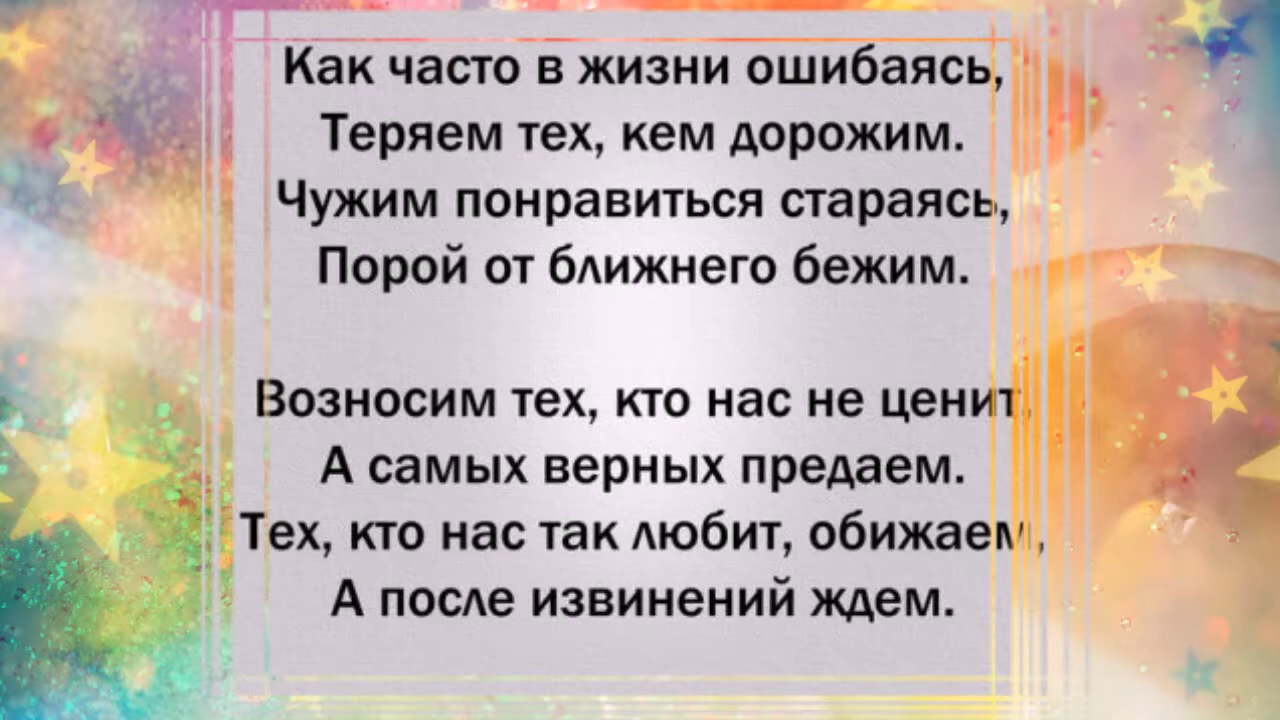 Как часто в жизни ошибаясь,
Теряем тех, кем дорожим.
Чужим понравиться стараясь,
Порой от ближнего бежим.
Возносим тех, кто нас не ценит,
А самых верных предаем.
Тех, кто нас так любит, обижаем,
А после извинений ждем.